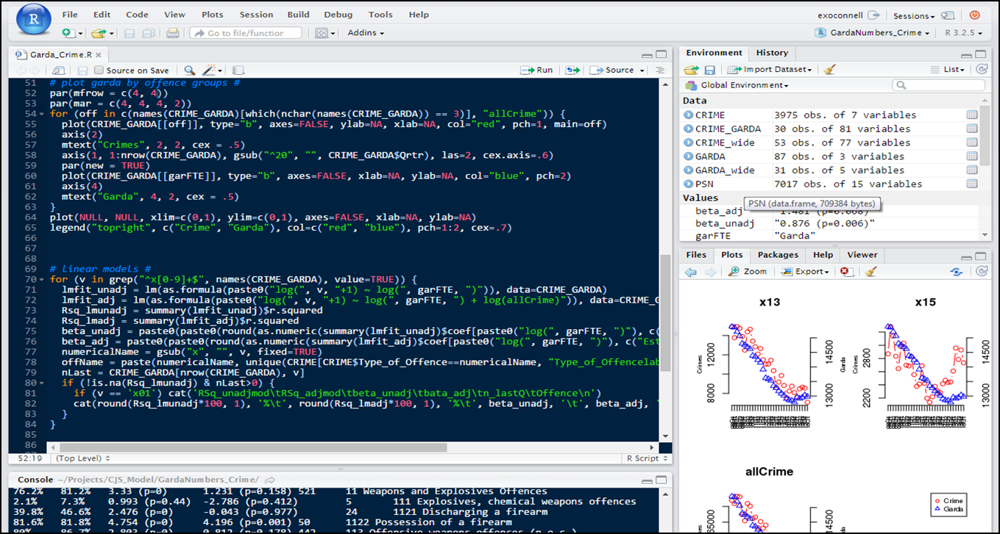 R File Edit Code View Plots Session Build Debug Tools Help
exoconnell Sessions
Go to file/function Addins
GardaNumbers_Crime R 3.2.5
Garda_Crime.R
Source on Save Run Source
51 # plot garda by offence groups #
52 par(mfrow = c(4, 4))
53 par(mar = c(4, 4, 4, 2))
54 for (off in c(names(CRIME_GARDA)[which(nchar(names(CRIME_GARDA)) == 3)], "allCrime")) {
55 plot(CRIME_GARDA[[off]], type="b", axes=FALSE, ylab=NA, xlab=NA, col="red", pch=1, main=off)
56 axis(2)
57 mtext("Crimes", 2, 2, cex = .5)
58 axis(1, 1:nrow(CRIME_GARDA), gsub("^20", "", CRIME_GARDA$Qrtr), las=2, cex.axis=.6)
59 par(new = TRUE)
60 plot(CRIME_GARDA[[garFTE]], type="b", axes=FALSE, xlab=NA, ylab=NA, col="blue", pch=2)
61 axis(4)
62 mtext("Garda", 4, 2, cex = .5)
63 }
64 plot(NULL, NULL, xlim=c(0,1), ylim=c(0,1), axes=FALSE, xlab=NA, ylab=NA)
65 legend("topright", c("Crime", "Garda"), col=c("red", "blue"), pch=1:2, cex=.7)
66
67
68
69 # linear models #
70 for (v in grep("^x[0-9]+$", names(CRIME_GARDA), value=TRUE)) {
71 lmfit_unadj = lm(as.formula(paste0("log(", v, "+1) ~ log(", garFTE, ")")), data=CRIME_GARDA)
72 lmfit_adj = lm(as.formula(paste0("log(", v, "+1) ~ log(", garFTE, ") + log(allCrime)")), data=CRIME_G
73 Rsq_lmunadj = summary(lmfit_unadj)$r.squared
74 Rsq_lmadj = summary(lmfit_adj)$r.squared
75 beta_unadj = paste0(paste0(round(as.numeric(summary(lmfit_unadj)$coef[paste0("log(", garFTE, ")"), c(
76 beta_adj = paste0(paste0(round(as.numeric(summary(lmfit_adj)$coef[paste0("log(", garFTE, ")"), c("Est
77 numericalName = gsub("x", "", v, fixed=TRUE)
78 offName = paste(numericalName, unique(CRIME[CRIME$Type_of_Offence==numericalName, "Type_of_Offencelab
79 nLast = CRIME_GARDA[nrow(CRIME_GARDA), v]
80 if (!is.na(Rsq_lmunadj) & nLast>0) {
81 if (v == 'x01') cat('RSq_unadjmod\tRSq_adjmod\tbeta_unadj\tbata_adj\tn_lastQ\tOffence\n')
82 cat(round(Rsq_lmunadj*100, 1), '%\t', round(Rsq_lmadj*100, 1), '%\t', beta_unadj, '\t', beta_adj, '
83 }
84 }
85
86
52:19 (Top Level) R Script
Console ~/Projects/CJS_Model/GardaNumbers_Crime/
76.2% 81.2% 3.33 (p=0) 1.231 (p=0.158) 521 11 Weapons and Explosives Offences
2.1% 7.3% 0.993 (p=0.44) -2.786 (p=0.412) 5 111 Explosives, chemical weapons offences
39.8% 46.6% 2.476 (p=0) -0.043 (p=0.977) 24 1121 Discharging a firearm
81.6% 81.8% 4.754 (p=0) 4.196 (p=0.001) 50 1122 Possession of a firearm
80% 86.7% 2.803 (p=0) 0.812 (p=0.178) 442 113 Offensive weapons offences (n.e.c.)
Environment History
Import Dataset List
Global Environment
Data
CRIME 3975 obs. of 7 variables
CRIME_GARDA 30 obs. of 81 variables
CRIME_wide 53 obs. of 77 variables
GARDA 87 obs. of 3 variables
GARDA_wide 31 obs. of 5 variables
PSN 7017 obs. of 15 variables
Values
PSN (data.frame, 709384 bytes)
beta_adj "1.481 (p=0.068)"
beta_unadj "0.876 (p=0.006)"
garFTE "Garda"
Files Plots Packages Help Viewer
Zoom Export
x13 x15
Crimes 8000 12000
Garda 13000 14500
Crimes 2200 2800
Garda 13000 14500
allCrime
65000
14500
Crime
Garda